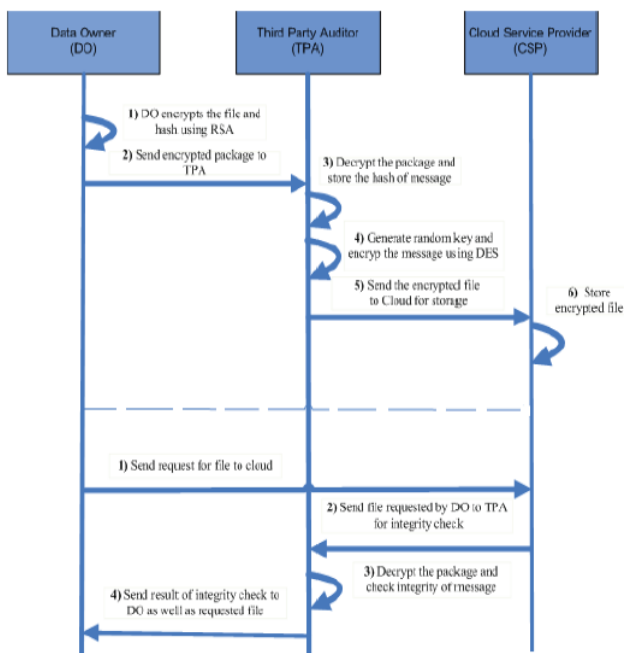 Data Owner
(DO)
Third Party Auditor
(TPA)
Cloud Service Provider
(CSP)
1) DO encrypts the file and
hash using RSA
2) Send encrypted package to
TPA
3) Decrypt the package and
store the hash of message
4) Generate random key and
encryp the message using DES
5) Send the encrypted file
to Cloud for storage
6) Store
encrypted file
1) Send request for file to cloud
2) Send file requested by DO to TPA
for integrity check
3) Decrypt the package and
check integrity of message
4) Send result of integrity check to
DO as well as requested file